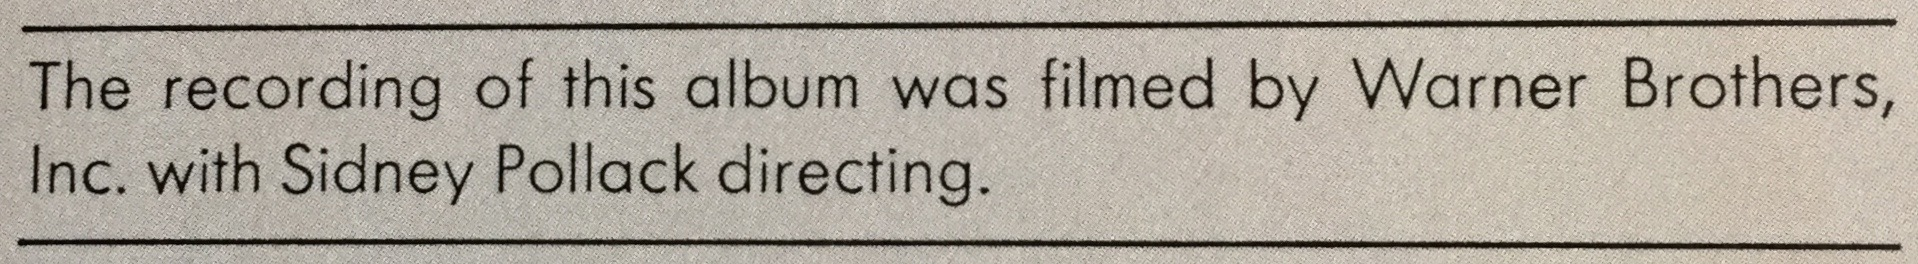 The recording of this album was filmed by Warner Brothers,
Inc. with Sidney Pollack directing.